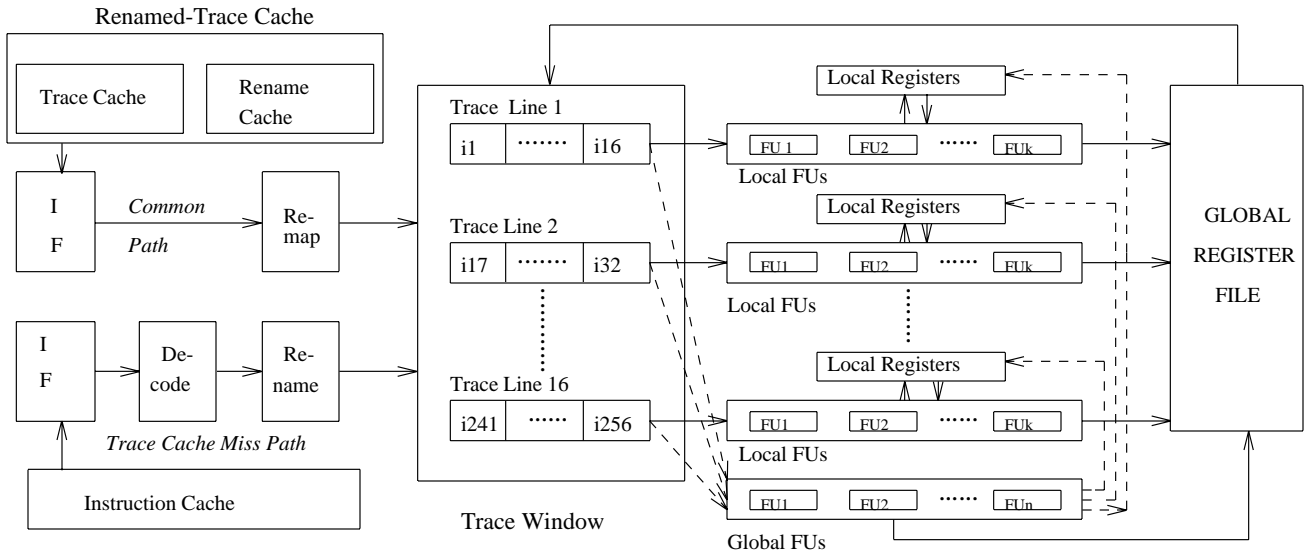 Renamed-Trace Cache
Trace Cache
Rename
Cache
I
F
Common
Path
Re-
map
I
F
De-
code
Re-
name
Trace Cache Miss Path
Instruction Cache
Trace Line 1
i1 ....... i16
Trace Line 2
i17 ....... i32
Trace Line 16
i241 ...... i256
Trace Window
Local Registers
FU 1 FU2 ...... FUk
Local FUs
Local Registers
FU1 FU2 ...... FUk
Local FUs
Local Registers
FU1 FU2 ...... FUk
Local FUs
FU1 FU2 ...... FUn
Global FUs
GLOBAL
REGISTER
FILE